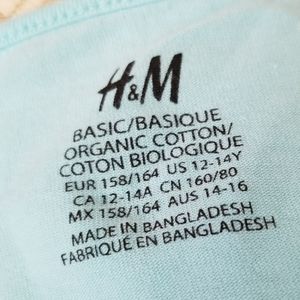 H&M
BASIC/BASIQUE
ORGANIC COTTON/
COTON BIOLOGIQUE
EUR 158/164 US 12-14Y
CA 12-14A CN 160/80
MX 158/164 AUS 14-16
MADE IN BANGLADESH
FABRIQUÉ EN BANGLADESH